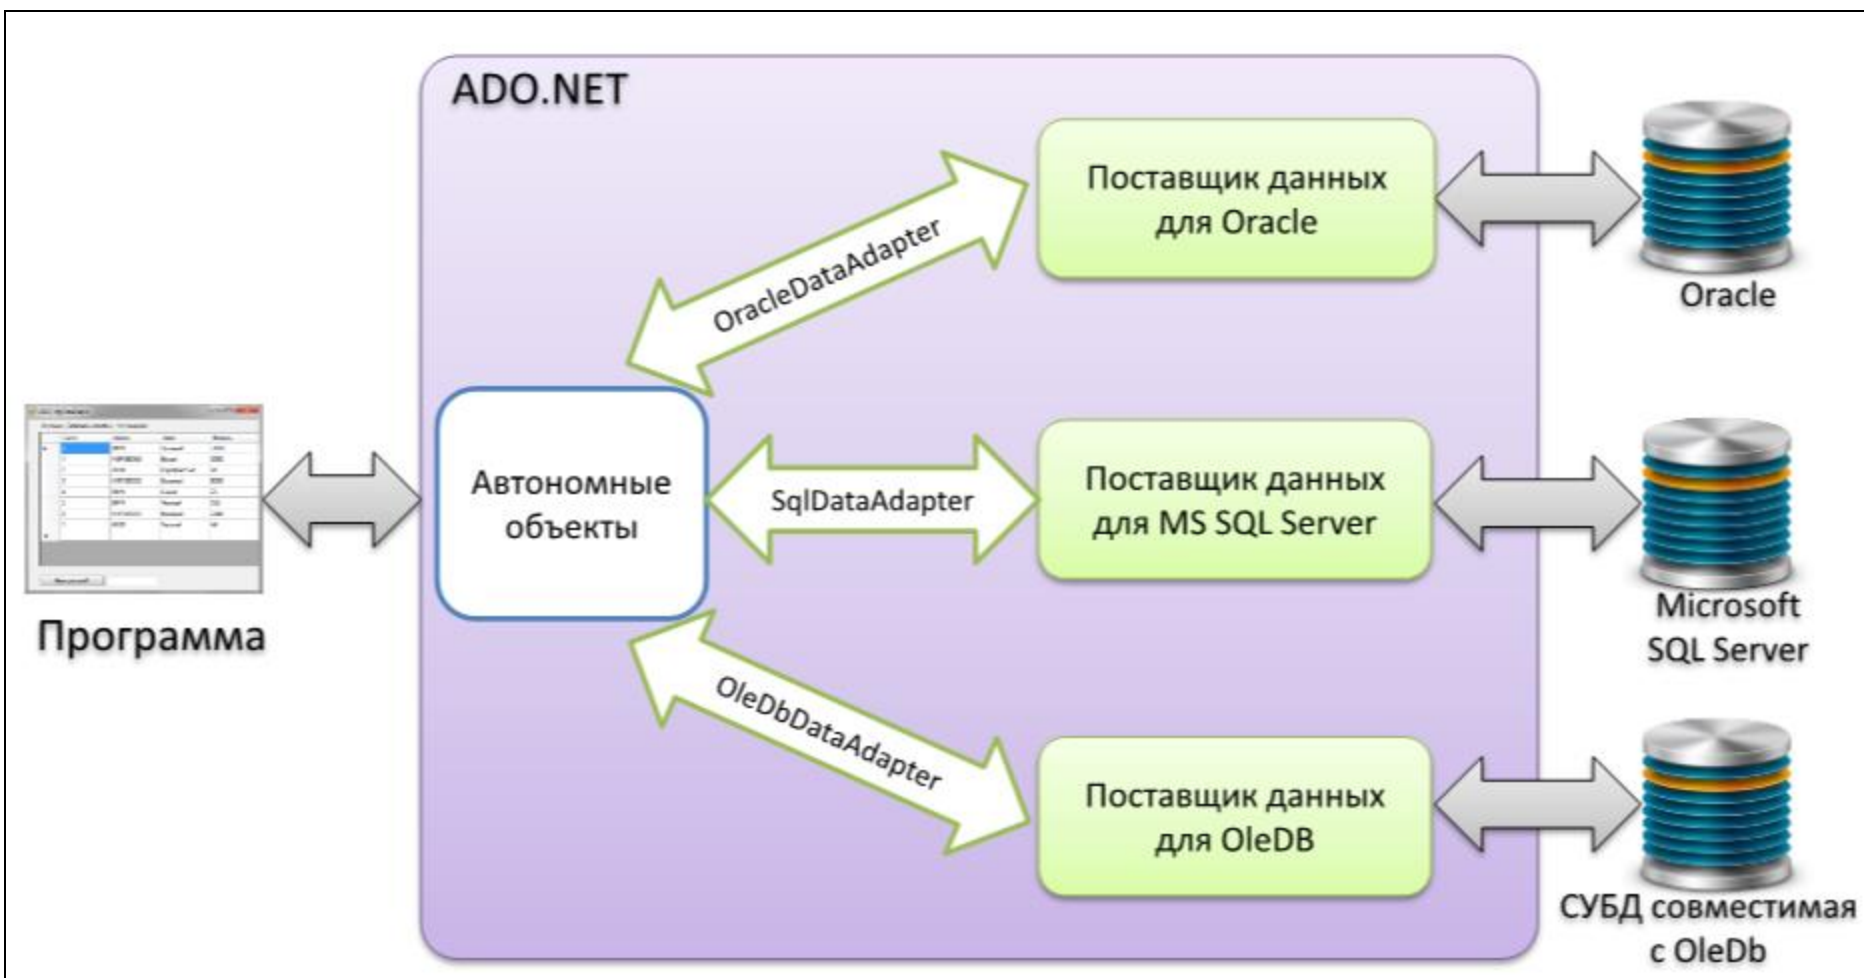 ADO.NET
Поставщик данных
для Oracle
OracleDataAdapter
Oracle
Автономные
объекты
SqlDataAdapter
Поставщик данных
для MS SQL Server
Программа
Microsoft
SQL Server
OleDbDataAdapter
Поставщик данных
для OleDB
СУБД совместимая
с OleDb